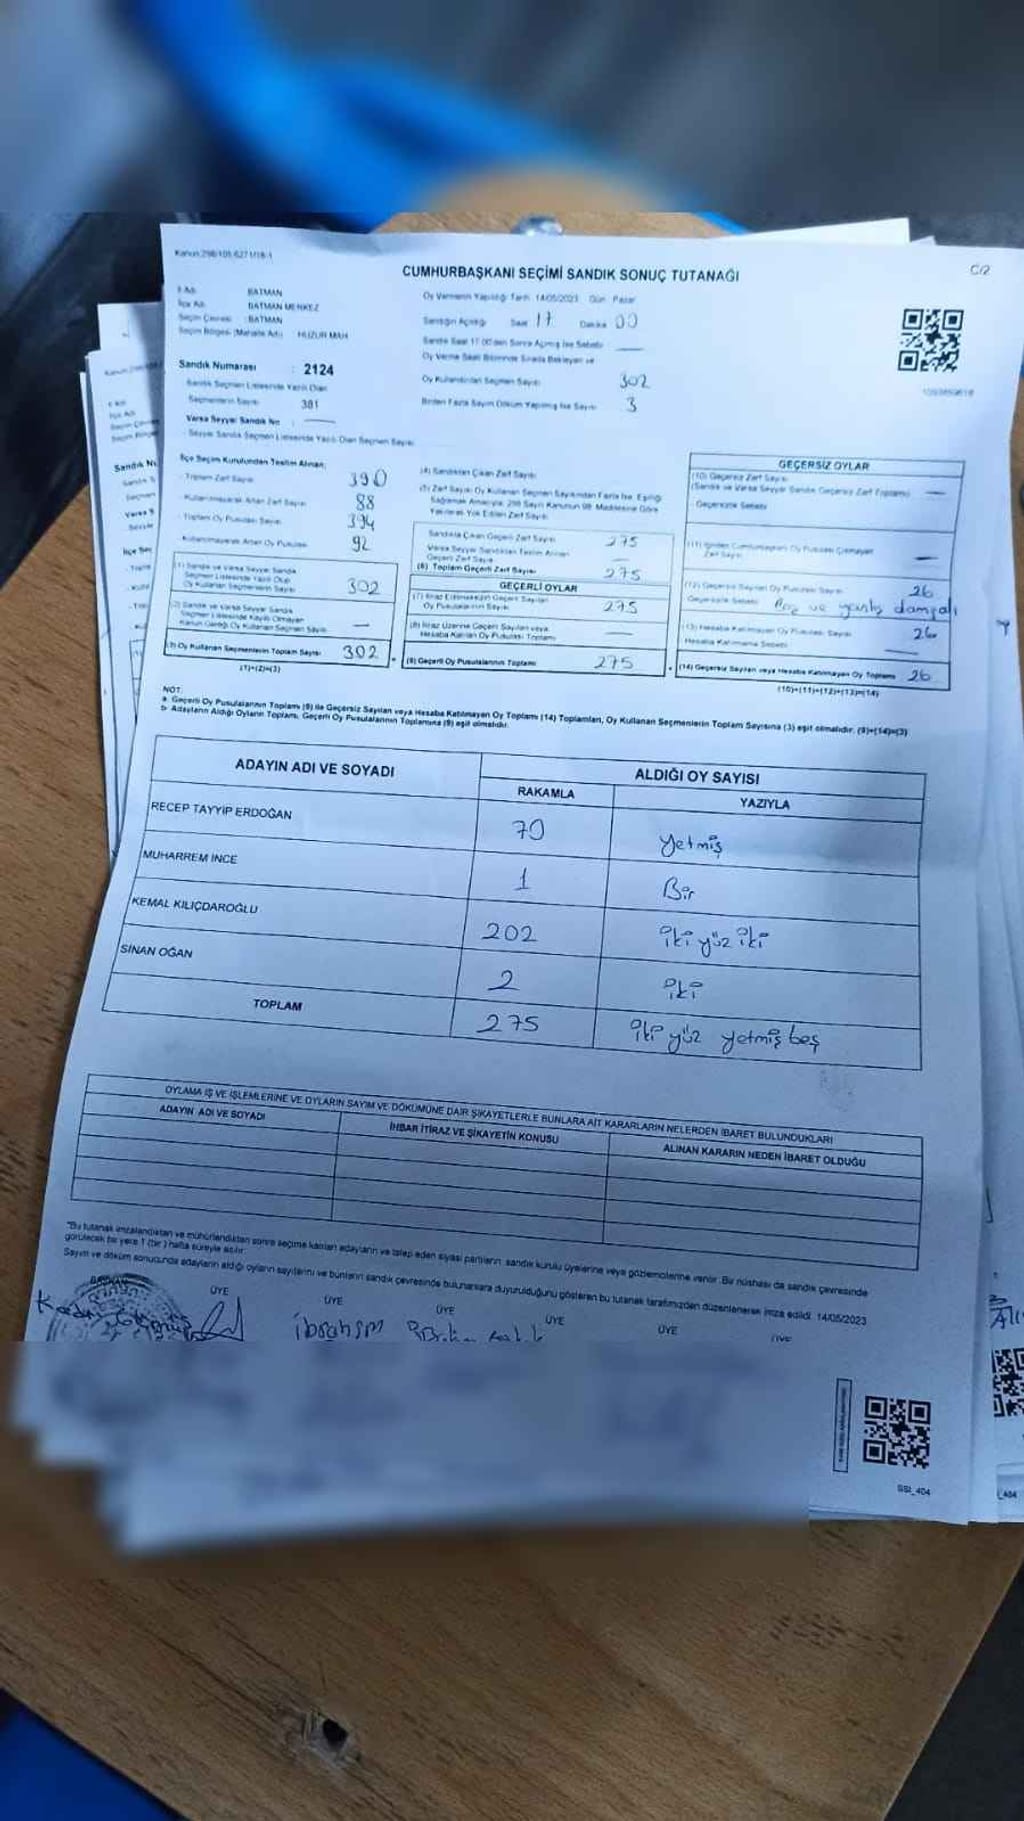 Kanun:298/105 627 1/18-1
C/2
CUMHURBAŞKANI SEÇİMİ SANDIK SONUÇ TUTANAĞI
İl Adı BATMAN
İlçe Adı BATMAN MERKEZ
Seçim Çevresi : BATMAN
Seçim Bölgesi (Mahalle Adı) : HUZUR MAH
Sandık Numarası : 2124
Sandık Seçmen Listesinde Yazılı Olan
Seçmenlerin Sayısı 381
Varsa Seyyar Sandık No : —
Seyyar Sandık Seçmen Listesinde Yazılı Olan Seçmen Sayısı
Oy Vermenin Yapıldığı Tarih 14/05/2023 Gün Pazar
Sandığın Açıldığı Saat 17 Dakika 00
Sandık Saat 17.00'den Sonra Açılmış İse Sebebi —
Oy Verme Saati Bitiminde Sırada Bekleyen ve
Oy Kullandırılan Seçmen Sayısı 302
Birden Fazla Sayım Döküm Yapılmış İse Sayısı 3
İlçe Seçim Kurulundan Teslim Alınan;
- Toplam Zarf Sayısı 390
- Kullanılmayarak Artan Zarf Sayısı 88
- Toplam Oy Pusulası Sayısı 394
- Kullanılmayarak Artan Oy Pusulası 92
(1) Sandık ve Varsa Seyyar Sandık
Seçmen Listesinde Yazılı Olup
Oy Kullanan Seçmenlerin Sayısı 302
(2) Sandık ve Varsa Seyyar Sandık
Seçmen Listesinde Kayıtlı Olmayan
Kanun Gereği Oy Kullanan Seçmen Sayısı —
(3) Oy Kullanan Seçmenlerin Toplam Sayısı 302
(1)+(2)=(3)
(4) Sandıktan Çıkan Zarf Sayısı
(5) Zarf Sayısı Oy Kullanan Seçmen Sayısından Fazla İse, Eşitliği
Sağlamak Amacıyla, 298 Sayılı Kanunun 98. Maddesine Göre
Yakılarak Yok Edilen Zarf Sayısı
Sandıkta Çıkan Geçerli Zarf Sayısı 275
Varsa Seyyar Sandıktan Teslim Alınan
Geçerli Zarf Sayısı —
(6) Toplam Geçerli Zarf Sayısı 275
GEÇERLİ OYLAR
(7) İtiraz Edilmeksizin Geçerli Sayılan
Oy Pusulalarının Sayısı 275
(8) İtiraz Üzerine Geçerli Sayılan veya
Hesaba Katılan Oy Pusulası Toplamı —
(9) Geçerli Oy Pusulalarının Toplamı 275
GEÇERSİZ OYLAR
(10) Geçersiz Zarf Sayısı
(Sandık ve Varsa Seyyar Sandık Geçersiz Zarf Toplamı) —
Geçersizlik Sebebi
(11) İçinden Cumhurbaşkanı Oy Pusulası Çıkmayan
Zarf Sayısı —
(12) Geçersiz Sayılan Oy Pusulası Sayısı 26
Geçersizlik Sebebi Boş ve yanlış damgalı
(13) Hesaba Katılmayan Oy Pusulası Sayısı 26
Hesaba Katılmama Sebebi —
(14) Geçersiz Sayılan veya Hesaba Katılmayan Oy Toplamı 26
(10)+(11)+(12)+(13)=(14)
NOT:
a- Geçerli Oy Pusulalarının Toplamı (9) ile Geçersiz Sayılan veya Hesaba Katılmayan Oy Toplamı (14) Toplamları, Oy Kullanan Seçmenlerin Toplam Sayısına (3) eşit olmalıdır. (9)+(14)=(3)
b- Adayların Aldığı Oyların Toplamı, Geçerli Oy Pusulalarının Toplamına (9) eşit olmalıdır.
ADAYIN ADI VE SOYADI ALDIĞI OY SAYISI
RAKAMLA YAZIYLA
RECEP TAYYİP ERDOĞAN 70 Yetmiş
MUHARREM İNCE 1 Bir
KEMAL KILIÇDAROĞLU 202 iki yüz iki
SİNAN OĞAN 2 iki
TOPLAM 275 iki yüz yetmiş beş
OYLAMA İŞ VE İŞLEMLERİNE VE OYLARIN SAYIM VE DÖKÜMÜNE DAİR ŞİKAYETLERLE BUNLARA AİT KARARLARIN NELERDEN İBARET BULUNDUKLARI
ADAYIN ADI VE SOYADI İHBAR İTİRAZ VE ŞİKAYETİN KONUSU ALINAN KARARIN NEDEN İBARET OLDUĞU
"Bu tutanak imzalandıktan ve mühürlendikten sonra seçime katılan adayların ve talep eden siyasi partilerin sandık kurulu üyelerine veya gözlemcilerine verilir. Bir nüshası da sandık çevresinde
görülecek bir yere 1 (bir) hafta süreyle asılır.
Sayım ve döküm sonucunda adayların aldığı oyların sayılarını ve bunların sandık çevresinde bulunanlara duyurulduğunu gösteren bu tutanak tarafımızdan düzenlenerek imza edildi. 14/05/2023
BAŞKAN ÜYE ÜYE ÜYE ÜYE ÜYE ÜYE
İbrahim
SSI_404